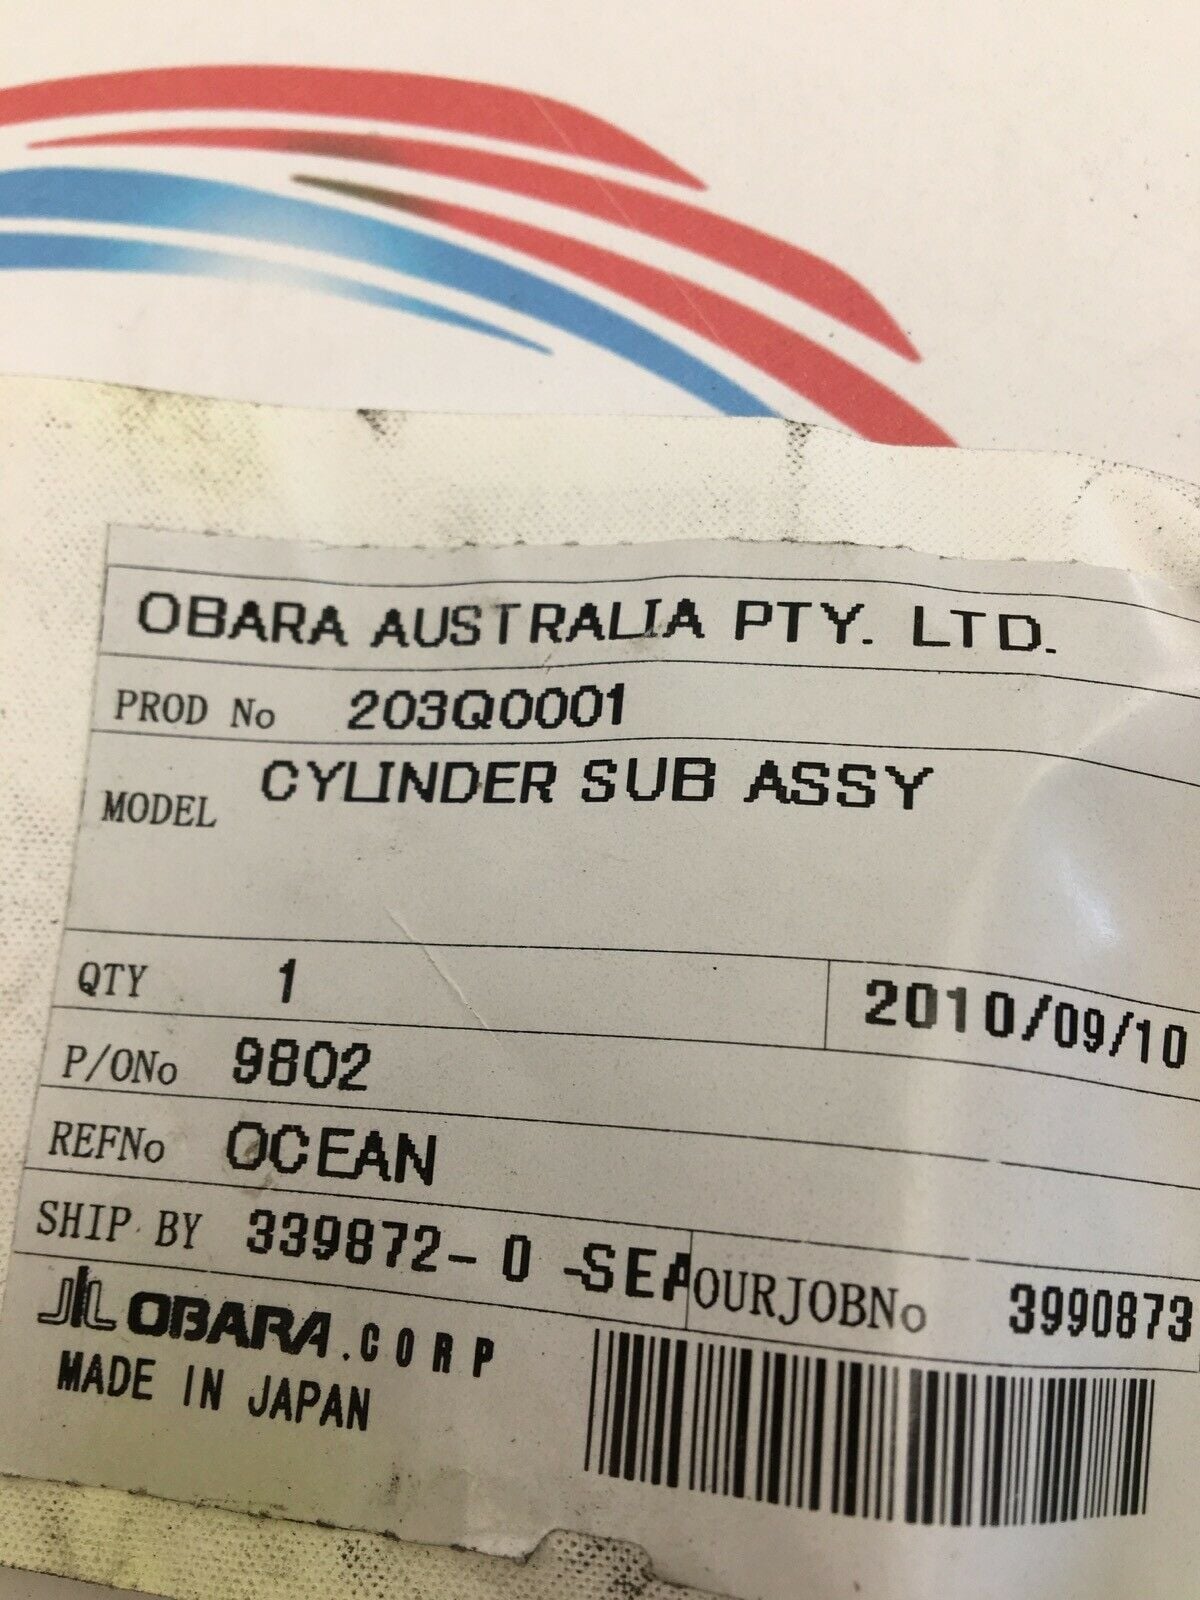 OBARA AUSTRALIA PTY. LTD.
PROD No 203Q0001
MODEL CYLINDER SUB ASSY
QTY 1 2010/09/10
P/ONo 9802
REFNo OCEAN
SHIP BY 339872-0 -SEA OURJOBNo 3990873
OBARA.CORP
MADE IN JAPAN